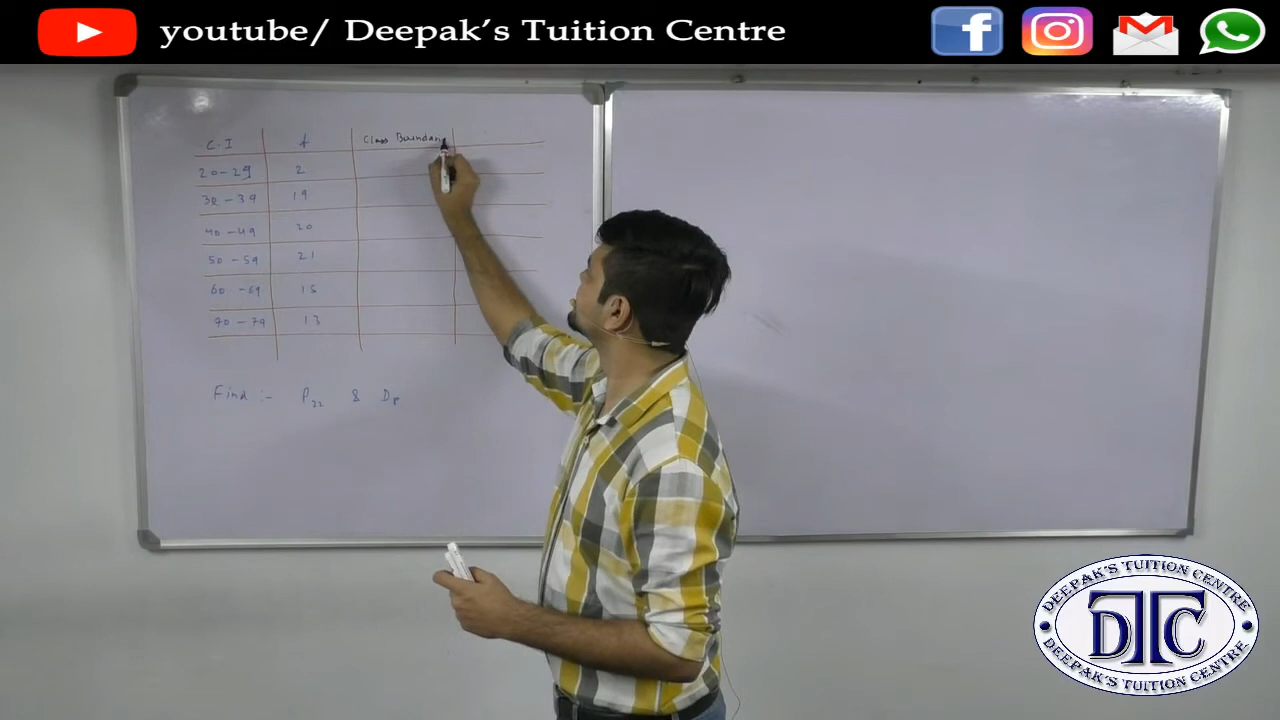 youtube/ Deepak's Tuition Centre
C.I f Class Boundary
20-29 2
30-39 19
40-49 20
50-59 21
60-69 15
70-79 13
Find :- P22 &
DEEPAK'S TUITION CENTRE
DTC
DEEPAK'S TUITION CENTRE